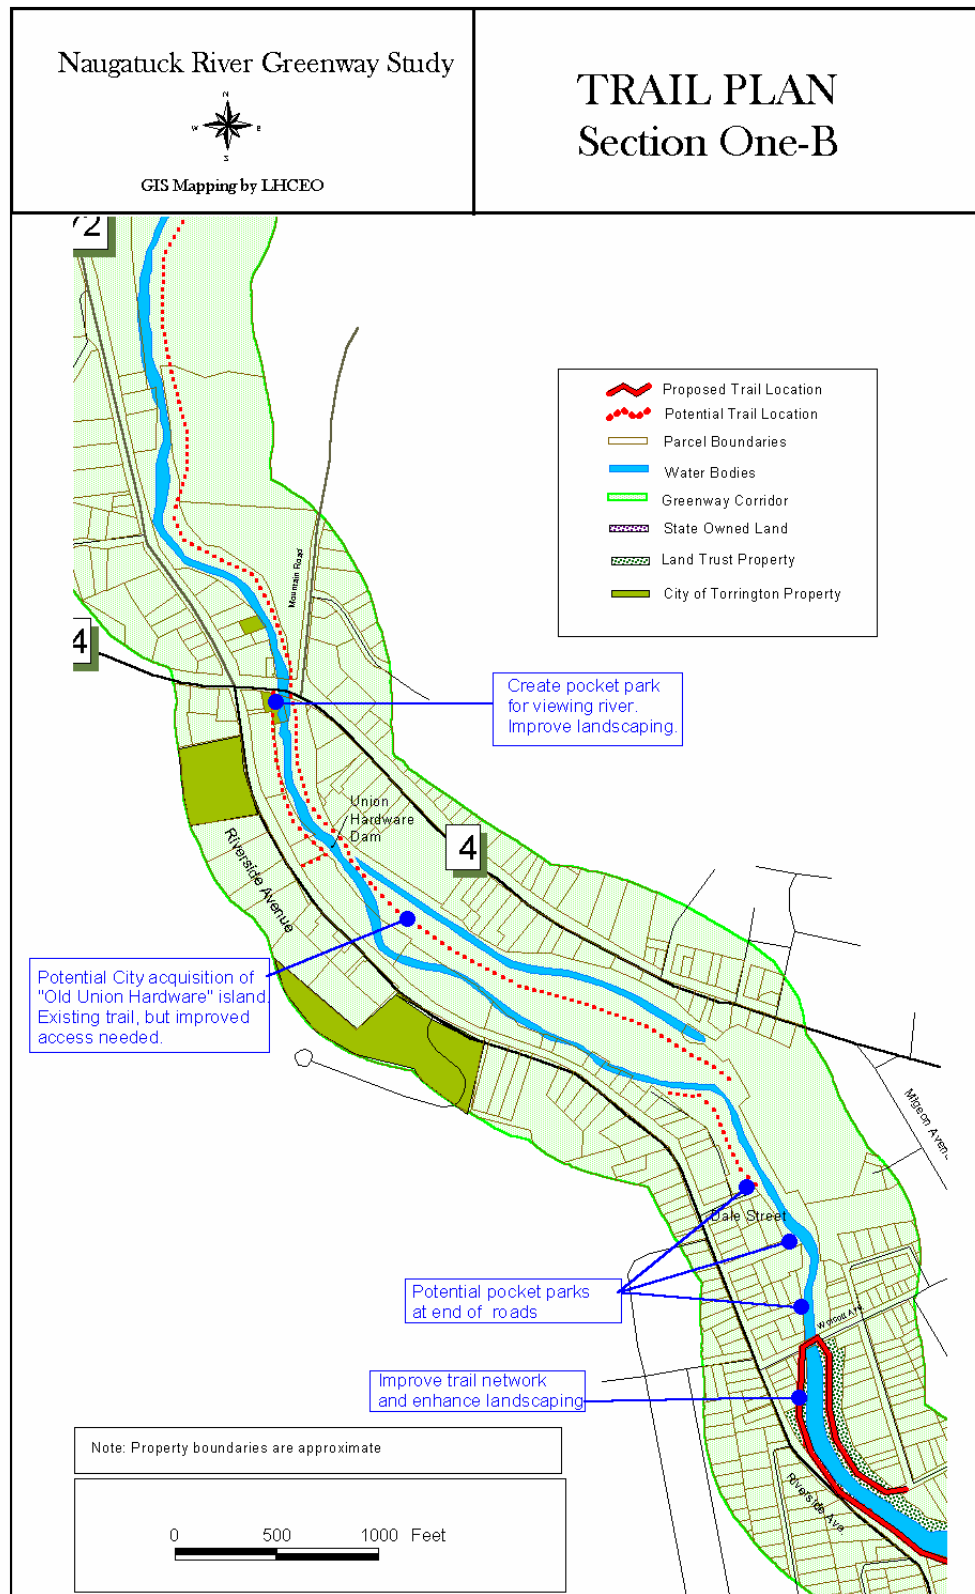 Naugatuck River Greenway Study
N
W E
S
GIS Mapping by LHCEO
TRAIL PLAN
Section One-B
Proposed Trail Location
Potential Trail Location
Parcel Boundaries
Water Bodies
Greenway Corridor
State Owned Land
Land Trust Property
City of Torrington Property
Mountain Road
4
Create pocket park
for viewing river.
Improve landscaping.
Union
Hardware
Dam
4
Riverside Avenue
Potential City acquisition of
"Old Union Hardware" island.
Existing trail, but improved
access needed.
Migeon Aven
Dale Street
Potential pocket parks
at end of roads
Wolcott Ave.
Improve trail network
and enhance landscaping
Riverside Ave.
Note: Property boundaries are approximate
0 500 1000 Feet